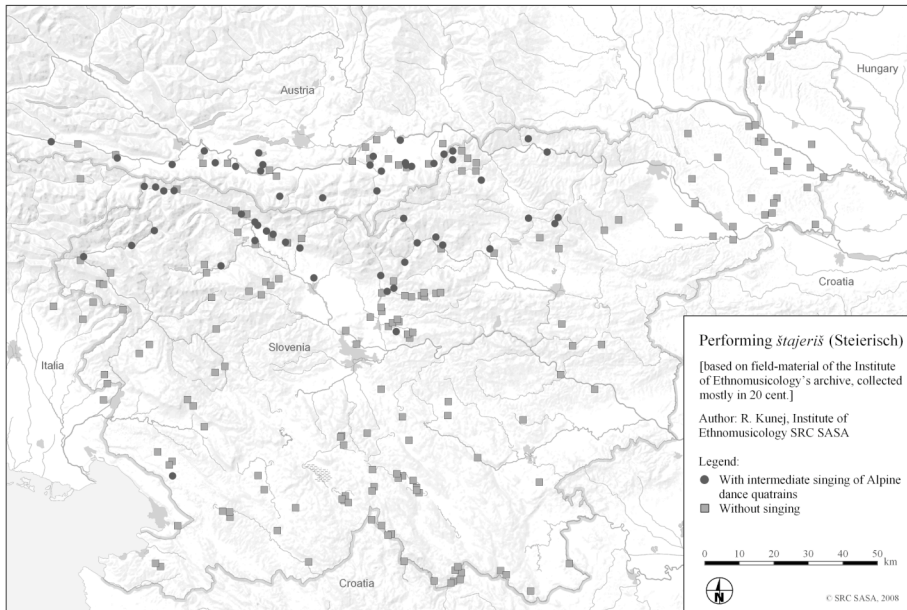 Hungary
Austria
Croatia
Italy
Slovenia
Croatia
Performing štajeriš (Steierisch)
[based on field-material of the Institute
of Ethnomusicology's archive, collected
mostly in 20 cent.]
Author: R. Kunej, Institute of
Ethnomusicology SRC SASA
Legend:
With intermediate singing of Alpine
dance quatrains
Without singing
0 10 20 30 40 50
km
N
© SRC SASA, 2008